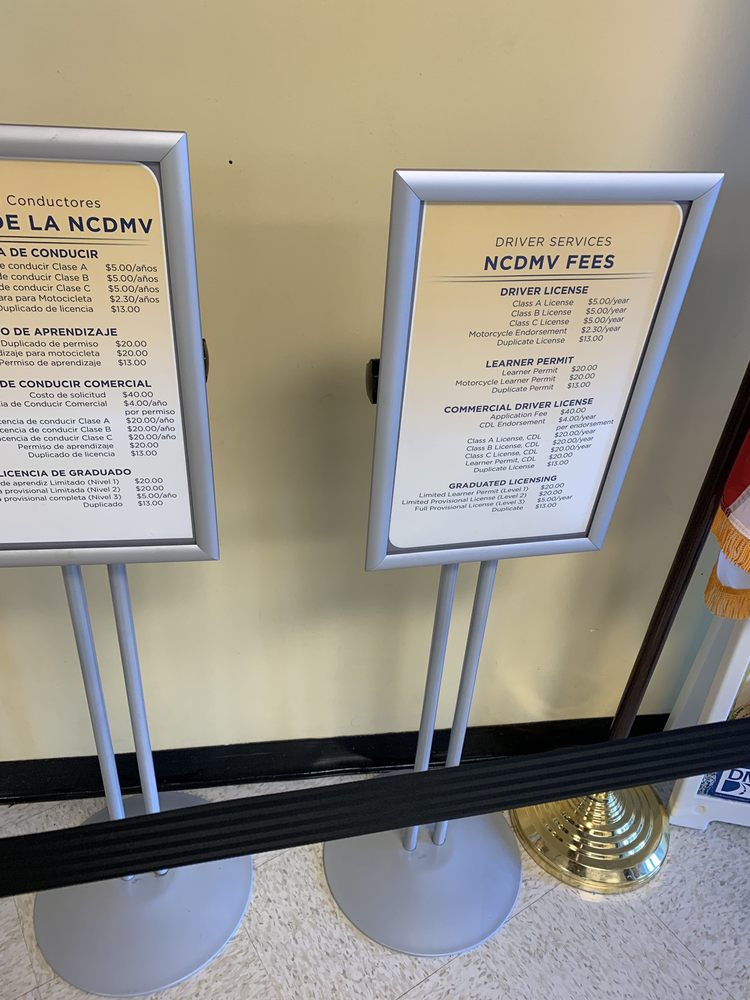 Conductores
DE LA NCDMV
A DE CONDUCIR
de conducir Clase A $5.00/años
de conducir Clase B $5.00/años
de conducir Clase C $5.00/años
para Motocicleta $2.30/años
Duplicado de licencia $13.00
O DE APRENDIZAJE
Duplicado de permiso $20.00
dizaje para motocicleta $20.00
Permiso de aprendizaje $13.00
DE CONDUCIR COMERCIAL
Costo de solicitud $40.00
ia de Conducir Comercial $4.00/año
por permiso
cencia de conducir Clase A $20.00/año
icencia de conducir Clase B $20.00/año
icencia de conducir Clase C $20.00/año
Permiso de aprendizaje $20.00
Duplicado de licencia $13.00
LICENCIA DE GRADUADO
de aprendiz Limitada (Nivel 1) $20.00
a provisional Limitada (Nivel 2) $20.00
provisional completa (Nivel 3) $5.00/año
Duplicado $13.00
DRIVER SERVICES
NCDMV FEES
DRIVER LICENSE
Class A License $5.00/year
Class B License $5.00/year
Class C License $5.00/year
Motorcycle Endorsement $2.30/year
Duplicate License $13.00
LEARNER PERMIT
Learner Permit $20.00
Motorcycle Learner Permit $20.00
Duplicate Permit $13.00
COMMERCIAL DRIVER LICENSE
Application Fee $40.00
CDL Endorsement $4.00/year
per endorsement
Class A License, CDL $20.00/year
Class B License, CDL $20.00/year
Class C License, CDL $20.00/year
Learner Permit, CDL $20.00
Duplicate License $13.00
GRADUATED LICENSING
Limited Learner Permit (Level 1) $20.00
Limited Provisional License (Level 2) $20.00
Full Provisional License (Level 3) $5.00/year
Duplicate $13.00